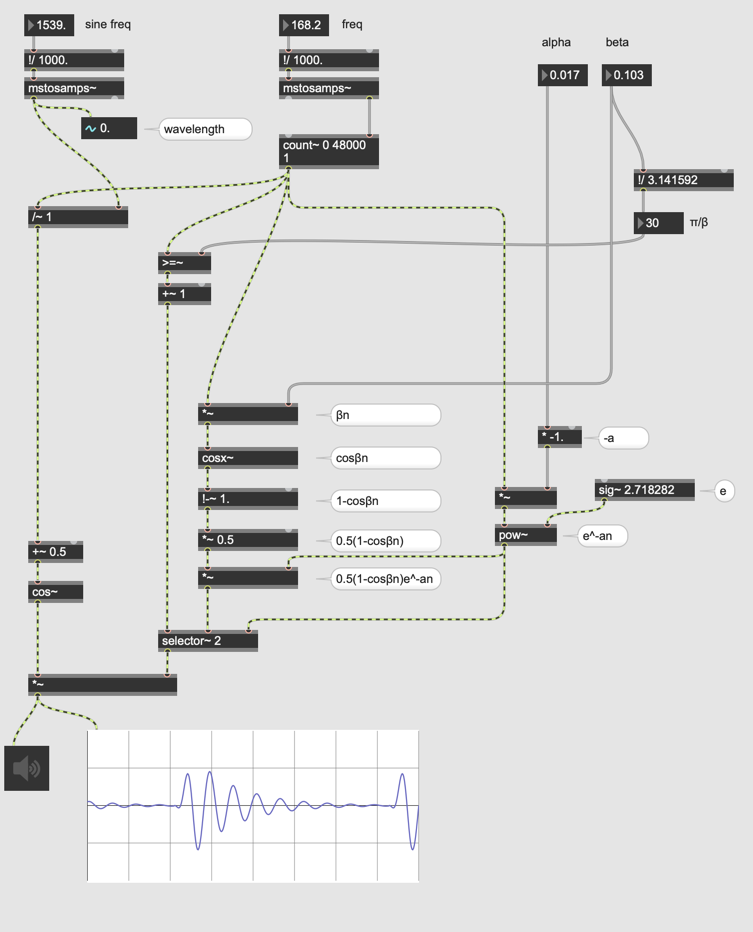 1539.
sine freq
168.2
freq
alpha
beta
!/ 1000.
!/ 1000.
0.017
0.103
mstosamps~
mstosamps~
0.
wavelength
count~ 0 48000
1
!/ 3.141592
/~ 1
30
π/β
>=~
+~ 1
*~
βn
* -1.
-a
cosx~
cosβn
!-~ 1.
1-cosβn
*~
sig~ 2.718282
e
*~ 0.5
0.5(1-cosβn)
pow~
e^-an
+~ 0.5
*~
0.5(1-cosβn)e^-an
cos~
selector~ 2
*~